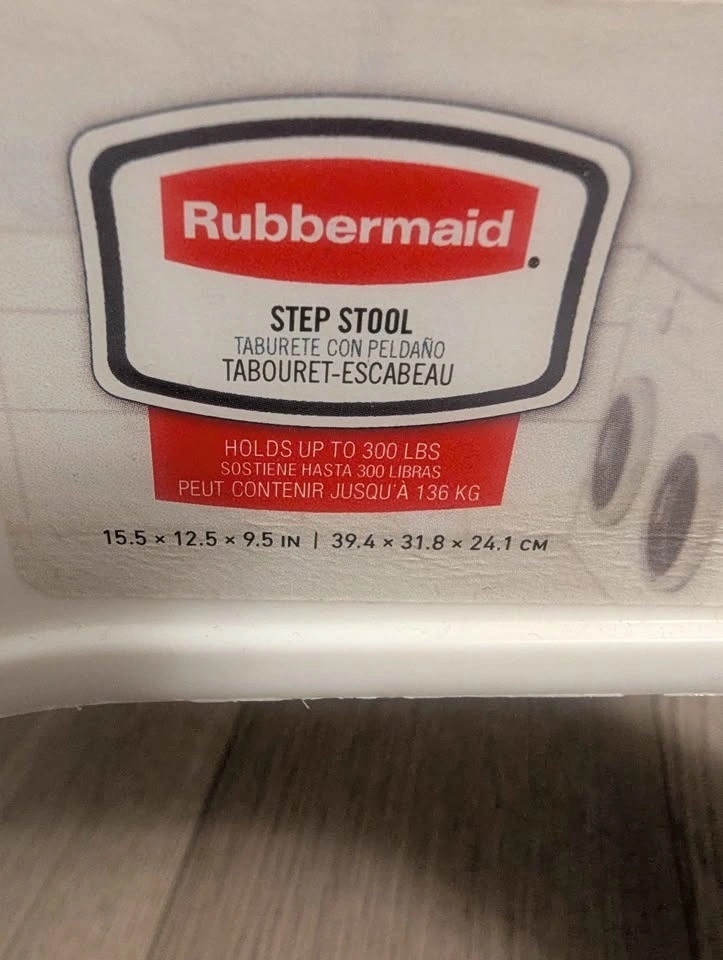 Rubbermaid
STEP STOOL
TABURETE CON PELDAÑO
TABOURET-ESCABEAU
HOLDS UP TO 300 LBS
SOSTIENE HASTA 300 LIBRAS
PEUT CONTENIR JUSQU'À 136 KG
15.5 × 12.5 × 9.5 IN | 39.4 × 31.8 × 24.1 CM